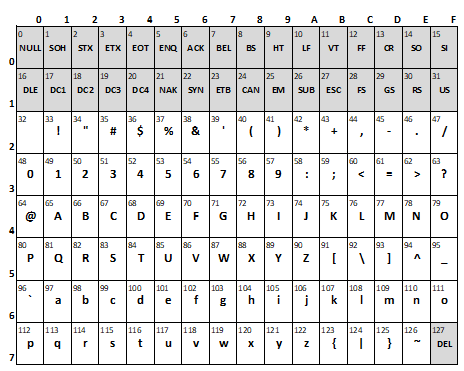 0 1 2 3 4 5 6 7 8 9 A B C D E F
0 1 2 3 4 5 6 7 8 9 10 11 12 13 14 15
NULL SOH STX ETX EOT ENQ ACK BEL BS HT LF VT FF CR SO SI
0
16 17 18 19 20 21 22 23 24 25 26 27 28 29 30 31
DLE DC1 DC2 DC3 DC4 NAK SYN ETB CAN EM SUB ESC FS GS RS US
1
32 33 34 35 36 37 38 39 40 41 42 43 44 45 46 47
! " # $ % & ' ( ) * + , - . /
2
48 49 50 51 52 53 54 55 56 57 58 59 60 61 62 63
0 1 2 3 4 5 6 7 8 9 : ; < = > ?
3
64 65 66 67 68 69 70 71 72 73 74 75 76 77 78 79
@ A B C D E F G H I J K L M N O
4
80 81 82 83 84 85 86 87 88 89 90 91 92 93 94 95
P Q R S T U V W X Y Z [ \ ] ^ _
5
96 97 98 99 100 101 102 103 104 105 106 107 108 109 110 111
` a b c d e f g h i j k l m n o
6
112 113 114 115 116 117 118 119 120 121 122 123 124 125 126 127
p q r s t u v w x y z { | } ~ DEL
7